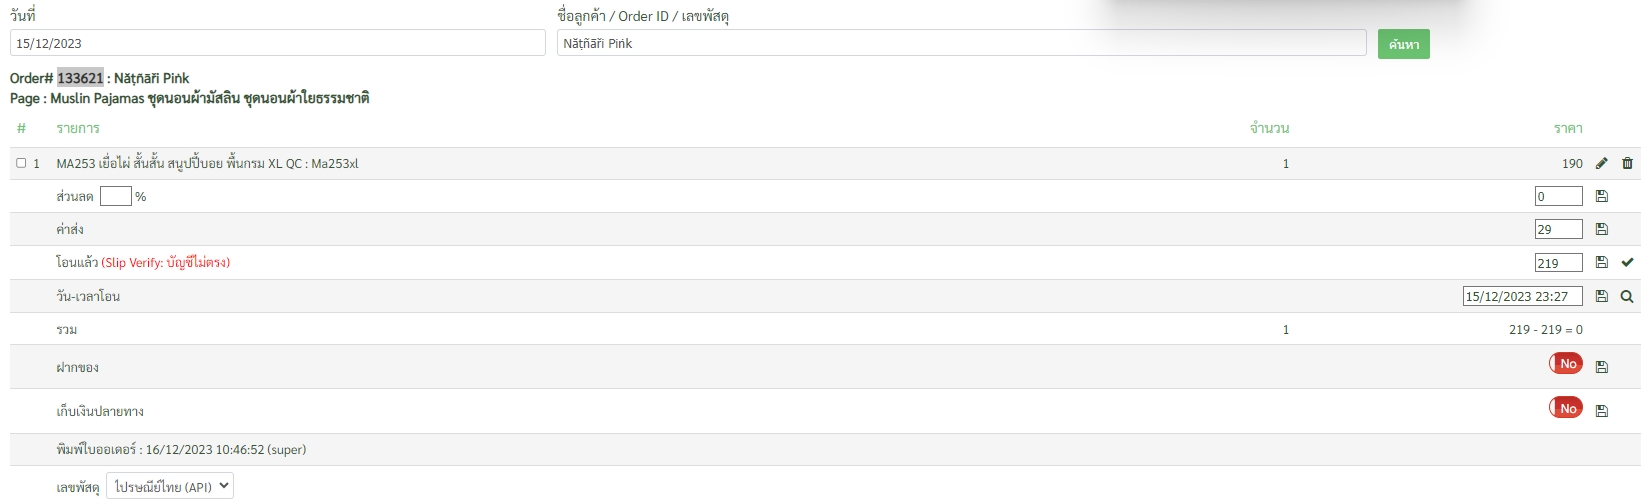 วันที่ ชื่อลูกค้า / Order ID / เลขพัสดุ
15/12/2023 Nặṭñāři Piṅk ค้นหา
Order# 133621 : Nặṭñāři Piṅk
Page : Muslin Pajamas ชุดนอนผ้ามัสลิน ชุดนอนผ้าใยธรรมชาติ
# รายการ จำนวน ราคา
1 MA253 เยื่อไผ่ สั้นสั้น สนูปปี้บอย พื้นกรม XL QC : Ma253xl 1 190
ส่วนลด % 0
ค่าส่ง 29
โอนแล้ว (Slip Verify: บัญชีไม่ตรง) 219
วัน-เวลาโอน 15/12/2023 23:27
รวม 1 219 - 219 = 0
ฝากของ No
เก็บเงินปลายทาง No
พิมพ์ใบออเดอร์ : 16/12/2023 10:46:52 (super)
เลขพัสดุ ไปรษณีย์ไทย (API)